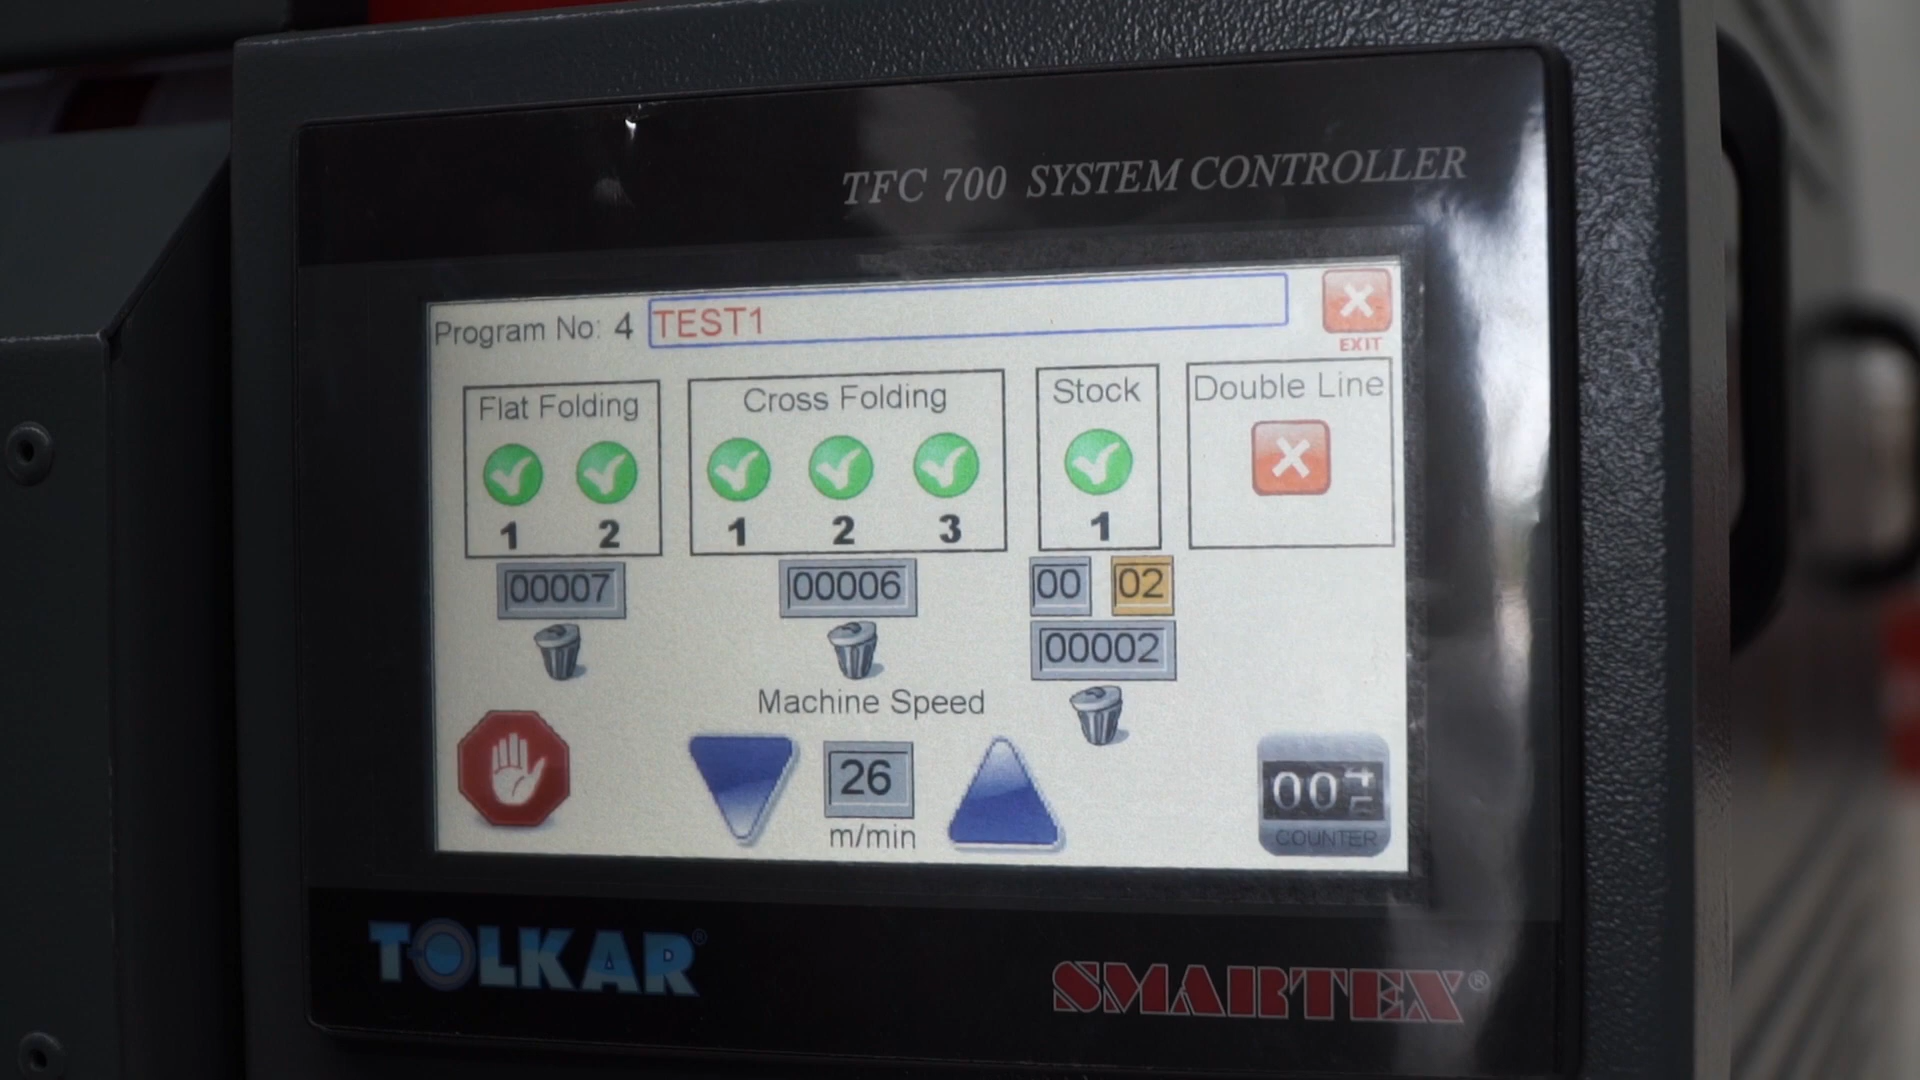 TFC 700 SYSTEM CONTROLLER
Program No: 4 TEST1
EXIT
Flat Folding
1 2
Cross Folding
1 2 3
Stock
1
Double Line
00007
00006
00 02
00002
Machine Speed
26
m/min
COUNTER
TOLKAR®
SMARTEX®